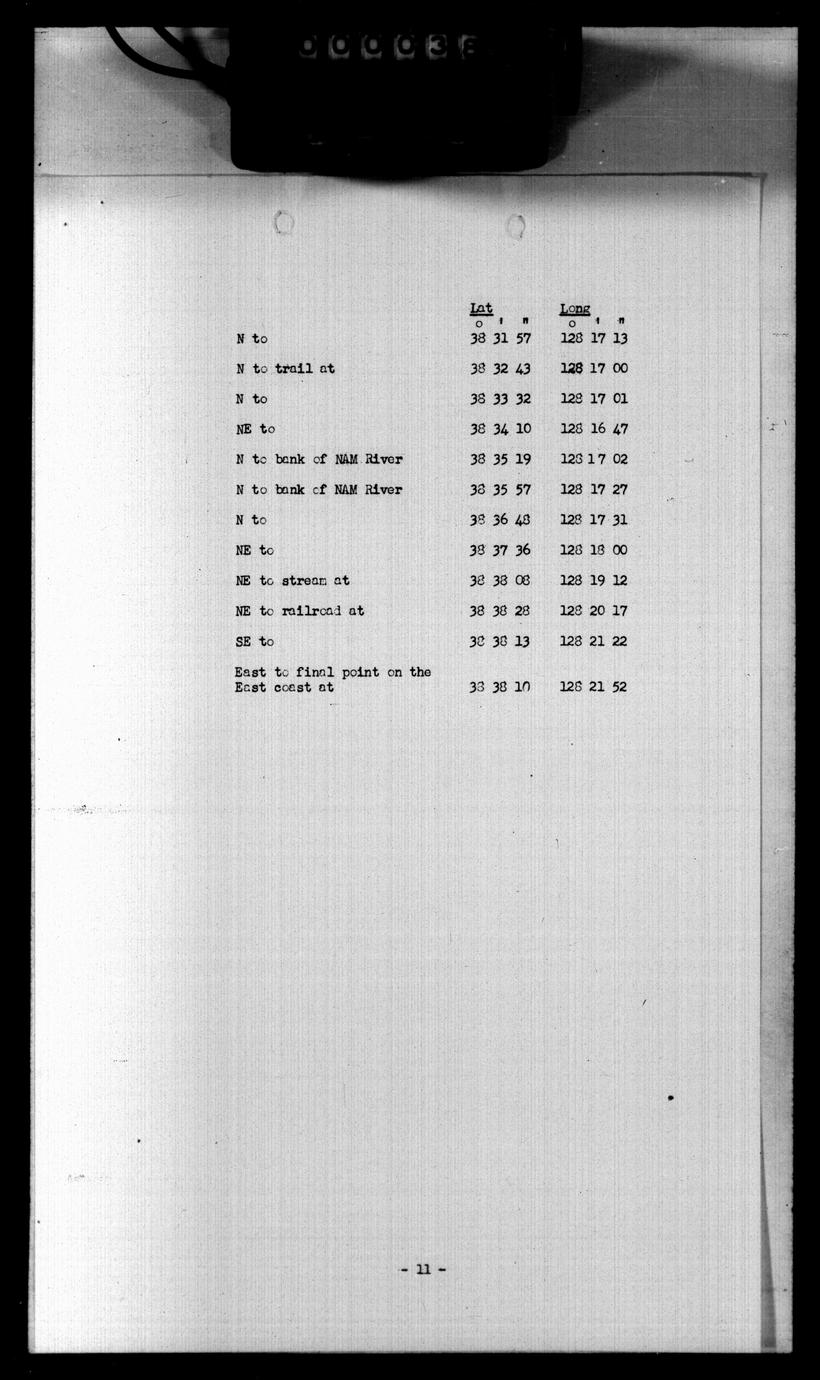 000038
Lat Long
o ' " o ' "
N to 38 31 57 128 17 13
N to trail at 38 32 43 128 17 00
N to 38 33 32 128 17 01
NE to 38 34 10 128 16 47
N to bank of NAM River 38 35 19 128 17 02
N to bank of NAM River 38 35 57 128 17 27
N to 38 36 48 128 17 31
NE to 38 37 36 128 18 00
NE to stream at 38 38 08 128 19 12
NE to railroad at 38 38 28 128 20 17
SE to 38 38 13 128 21 22
East to final point on the
East coast at 38 38 10 128 21 52
- 11 -